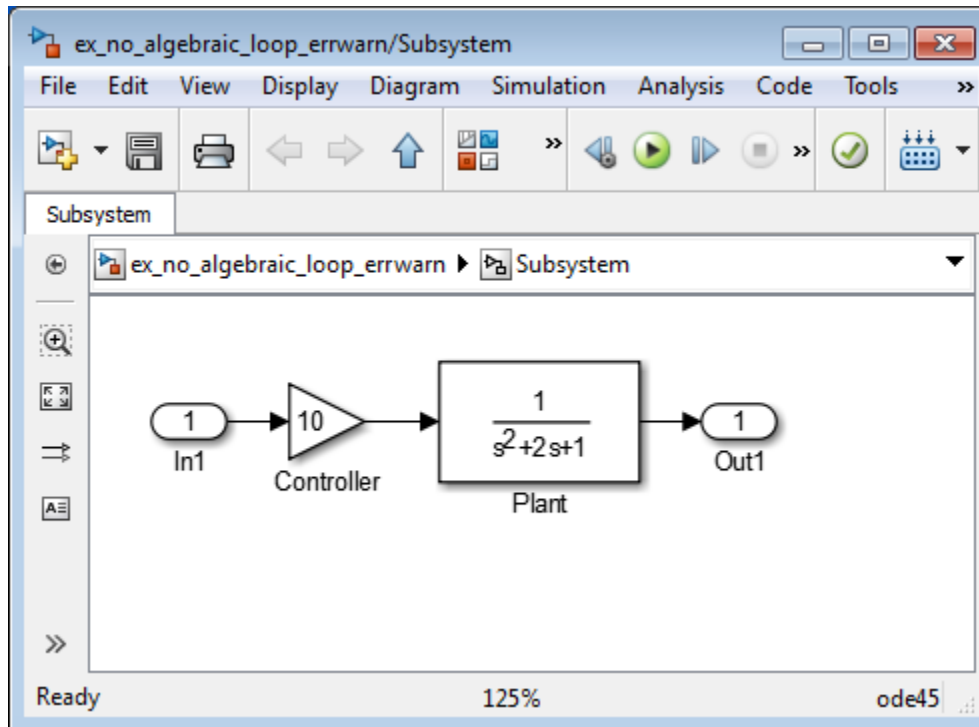 ex_no_algebraic_loop_errwarn/Subsystem
File Edit View Display Diagram Simulation Analysis Code Tools »
» »
Subsystem
ex_no_algebraic_loop_errwarn Subsystem
1 10 1 1
s²+2s+1
In1 Controller Plant Out1
A
»
Ready 125% ode45